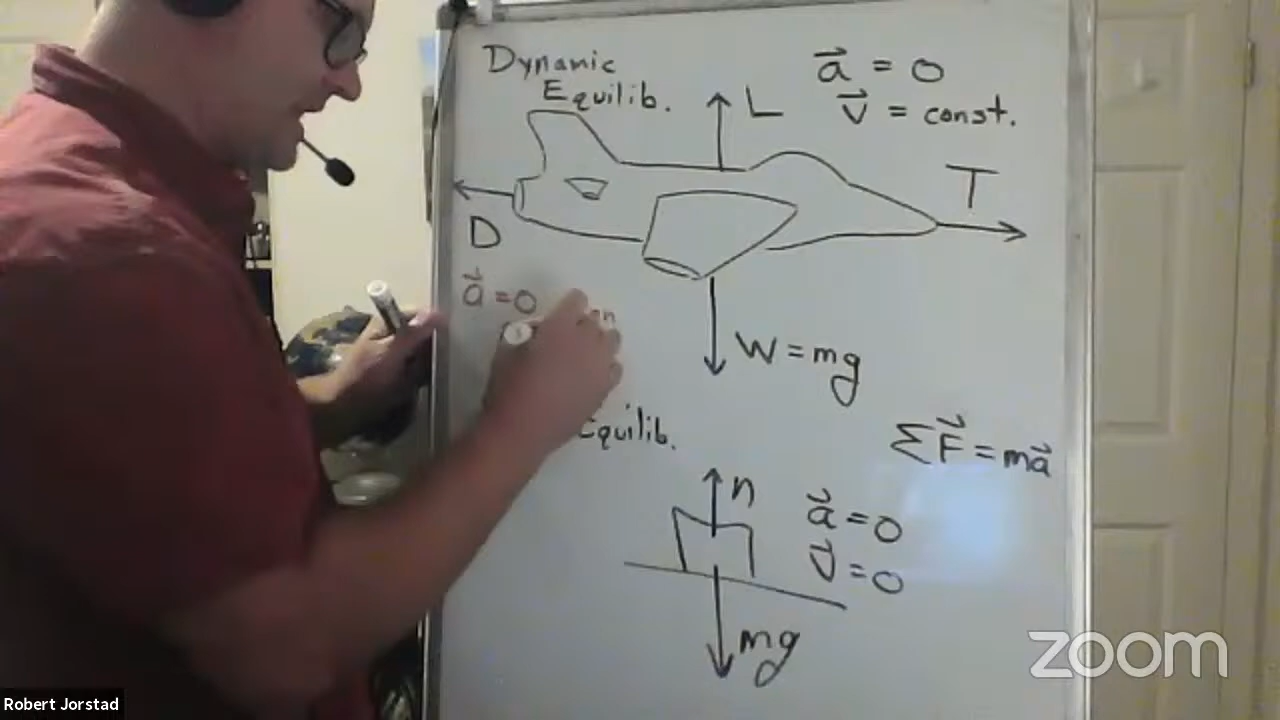 Dynamic
Equilib.
a⃗ = 0
v⃗ = const.
L
T
D
a⃗ = 0
W = mg
Equilib.
ΣF⃗ = ma⃗
n
a⃗ = 0
v⃗ = 0
mg
zoom
Robert Jorstad